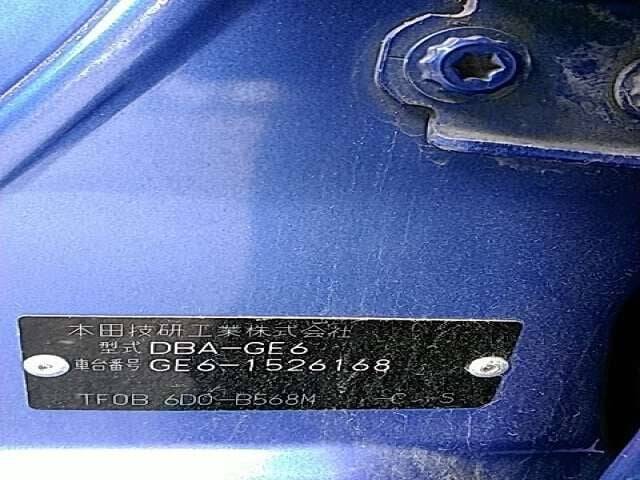 本田技研工業株式会社
型式 DBA-GE6
車台番号 GE6-1526168
TF0B 6D0-B568M -C- S